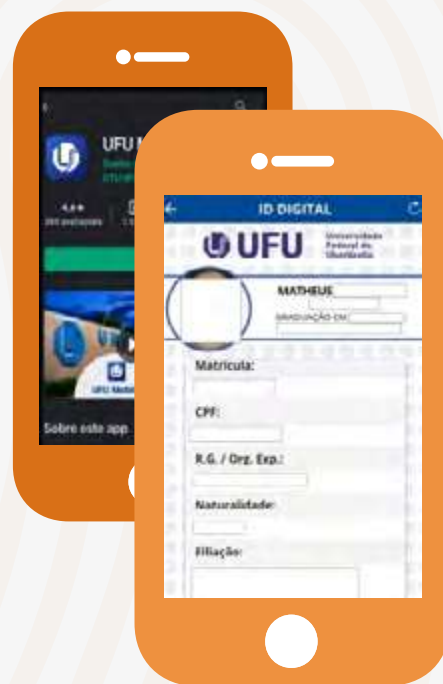 UFU
Sobre este app
ID DIGITAL
UFU
Universidade
Federal de
Uberlândia
MATHEUS
GRADUAÇÃO EM
Matrícula:
CPF:
R.G. / Org. Exp.:
Naturalidade:
Filiação: